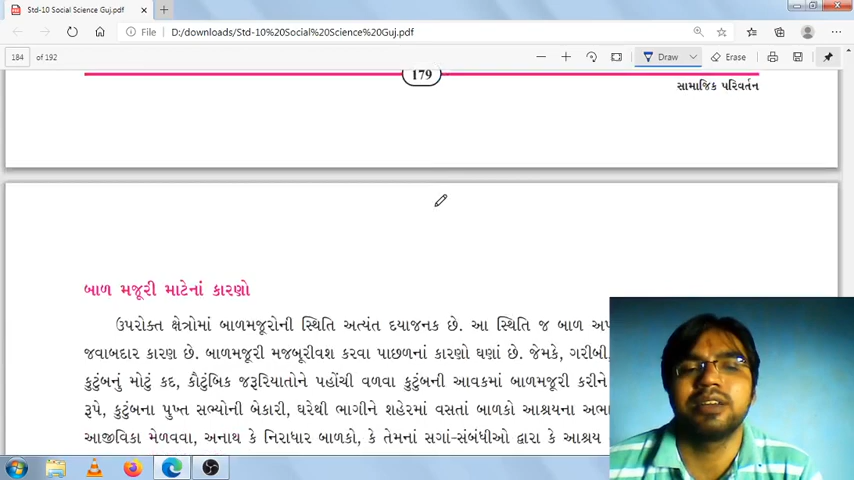 Std-10 Social Science Guj.pdf
File D:/downloads/Std-10%20Social%20Science%20Guj.pdf
184 of 192 Draw Erase
179
સામાજિક પરિવર્તન
બાળ મજૂરી માટેનાં કારણો
ઉપરોક્ત ક્ષેત્રોમાં બાળમજૂરોની સ્થિતિ અત્યંત દયાજનક છે. આ સ્થિતિ જ બાળ
જવાબદાર કારણ છે. બાળમજૂરી મજબૂરીવશ કરવા પાછળનાં કારણો ઘણાં છે. જેમકે, ગરીબી,
કુટુંબનું મોટું કદ, કૌટુંબિક જરૂરિયાતોને પહોંચી વળવા કુટુંબની આવકમાં બાળમજૂરી કરીને
રૂપે, કુટુંબના પુખ્ત સભ્યોની બેકારી, ઘરેથી ભાગીને શહેરમાં વસતાં બાળકો આશ્રયના
આજીવિકા મેળવવા, અનાથ કે નિરાધાર બાળકો, કે તેમનાં સગાં-સંબંધીઓ દ્વારા કે આશ્રય